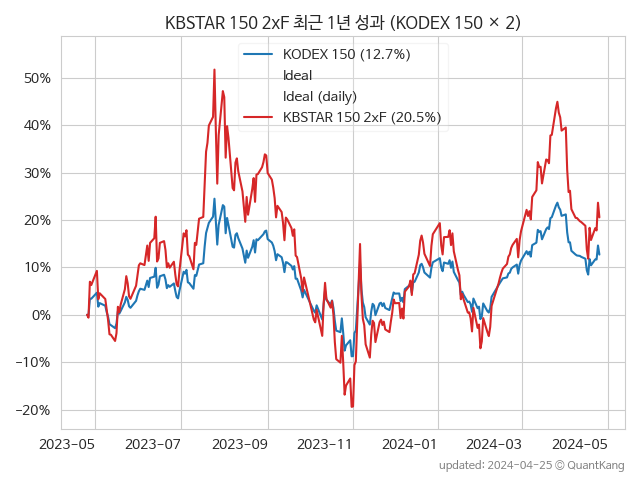 KBSTAR 150 2xF 최근 1년 성과 (KODEX 150 × 2)
KODEX 150 (12.7%)
Ideal
Ideal (daily)
KBSTAR 150 2xF (20.5%)
50%
40%
30%
20%
10%
0%
−10%
−20%
2023−05 2023−07 2023−09 2023−11 2024−01 2024−03 2024−05
updated: 2024−04−25 © QuantKang